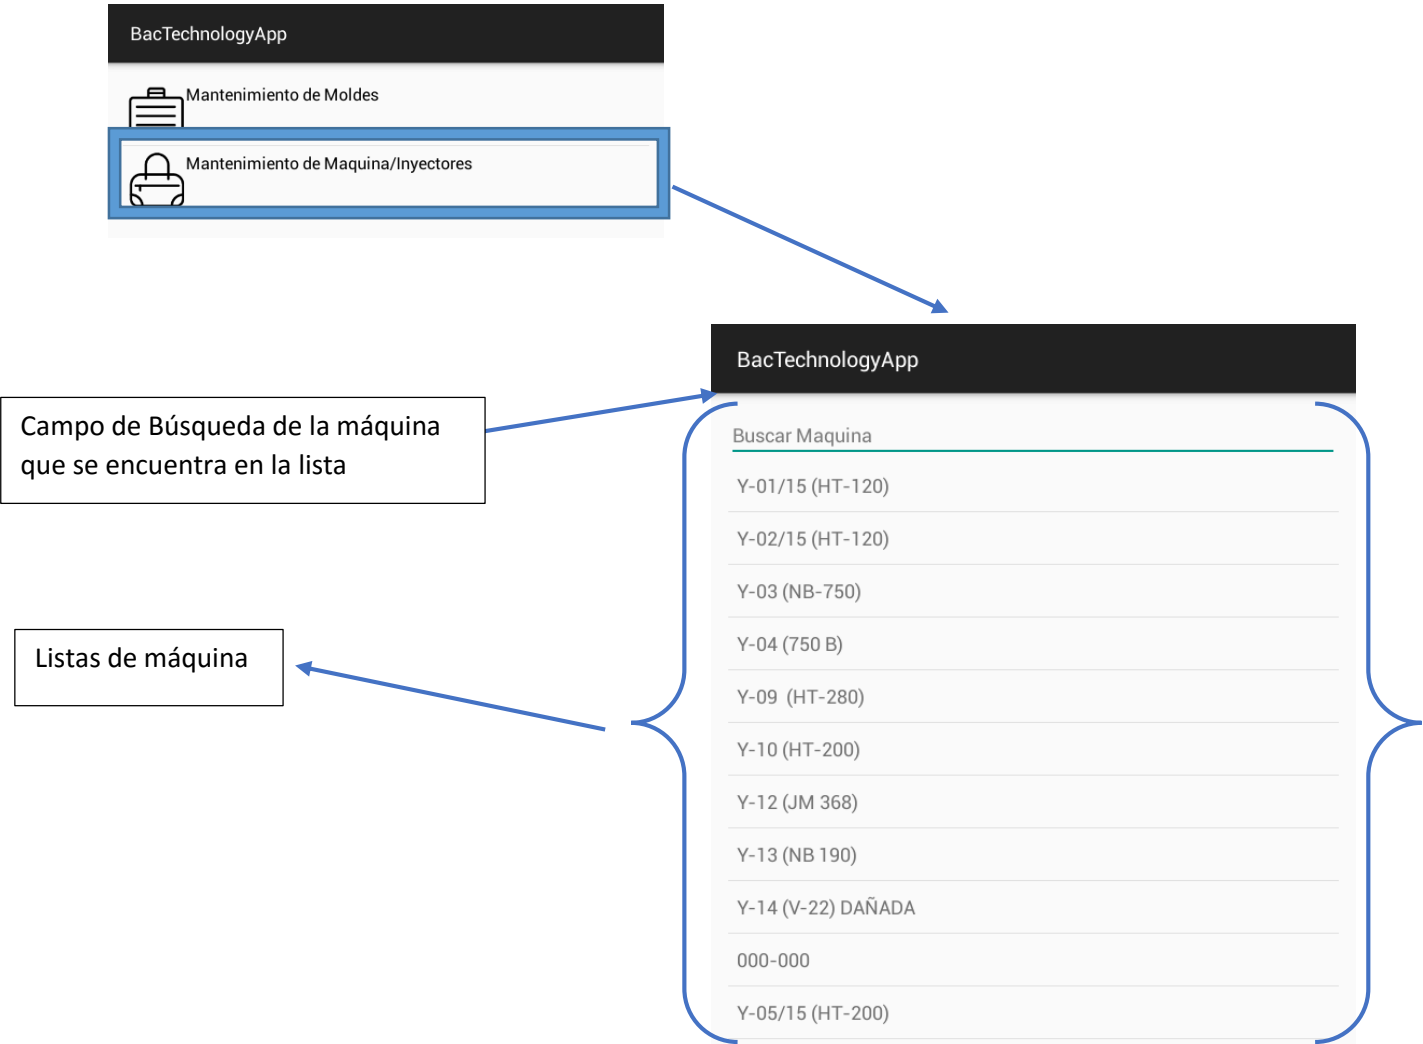 BacTechnologyApp
Mantenimiento de Moldes
Mantenimiento de Maquina/Inyectores
BacTechnologyApp
Campo de Búsqueda de la máquina
que se encuentra en la lista
Buscar Maquina
Y-01/15 (HT-120)
Y-02/15 (HT-120)
Y-03 (NB-750)
Y-04 (750 B)
Listas de máquina
Y-09  (HT-280)
Y-10 (HT-200)
Y-12 (JM 368)
Y-13 (NB 190)
Y-14 (V-22) DAÑADA
000-000
Y-05/15 (HT-200)